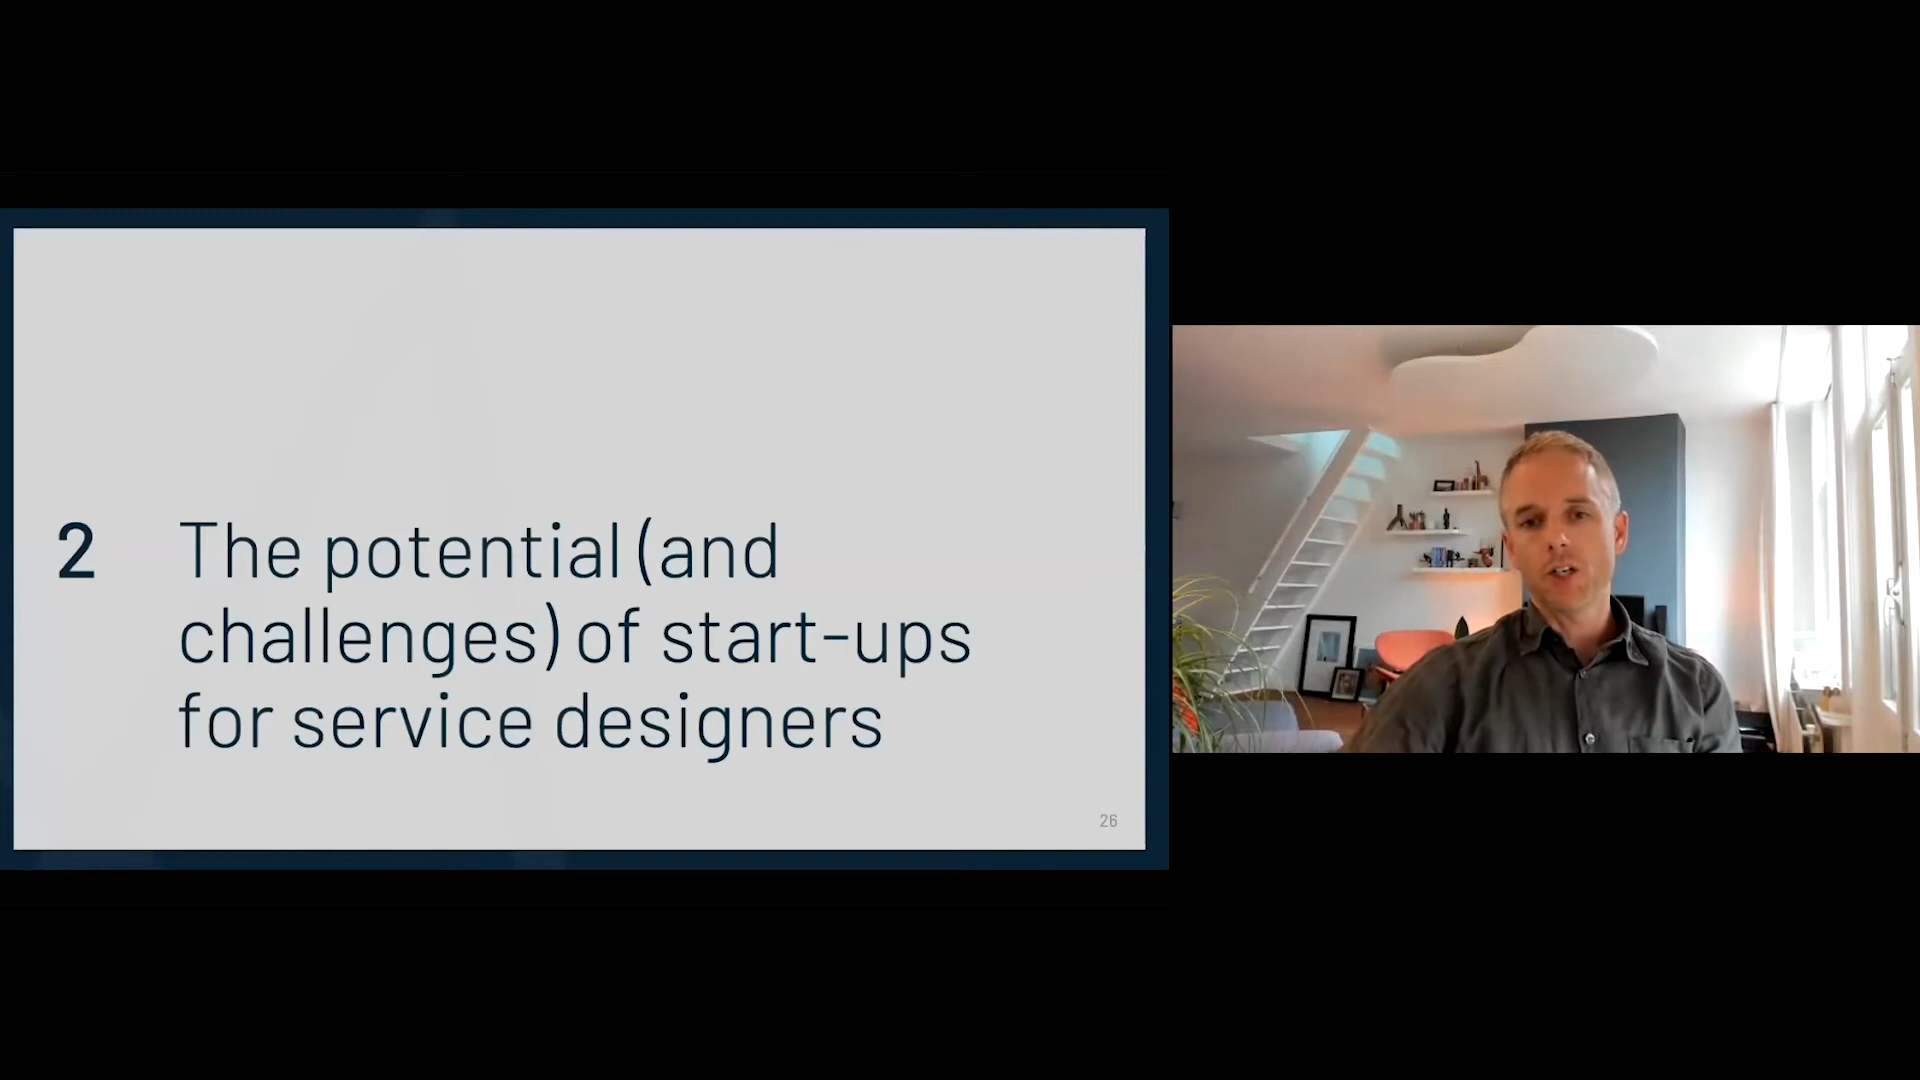 2 The potential (and
challenges) of start-ups
for service designers
26